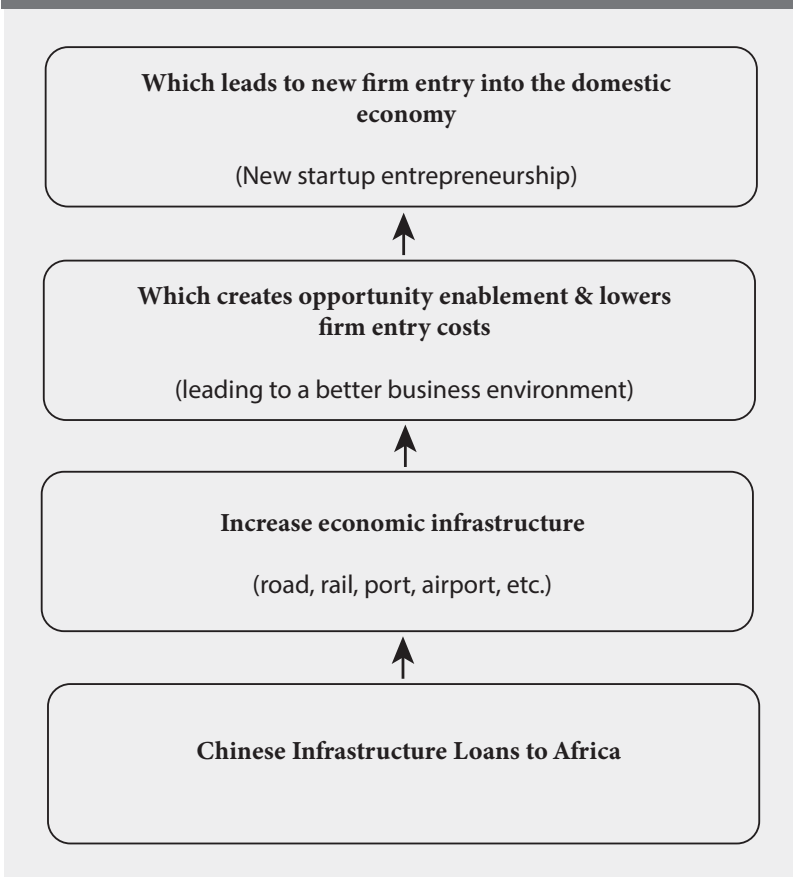 Which leads to new firm entry into the domestic
economy
(New startup entrepreneurship)
Which creates opportunity enablement & lowers
firm entry costs
(leading to a better business environment)
Increase economic infrastructure
(road, rail, port, airport, etc.)
Chinese Infrastructure Loans to Africa